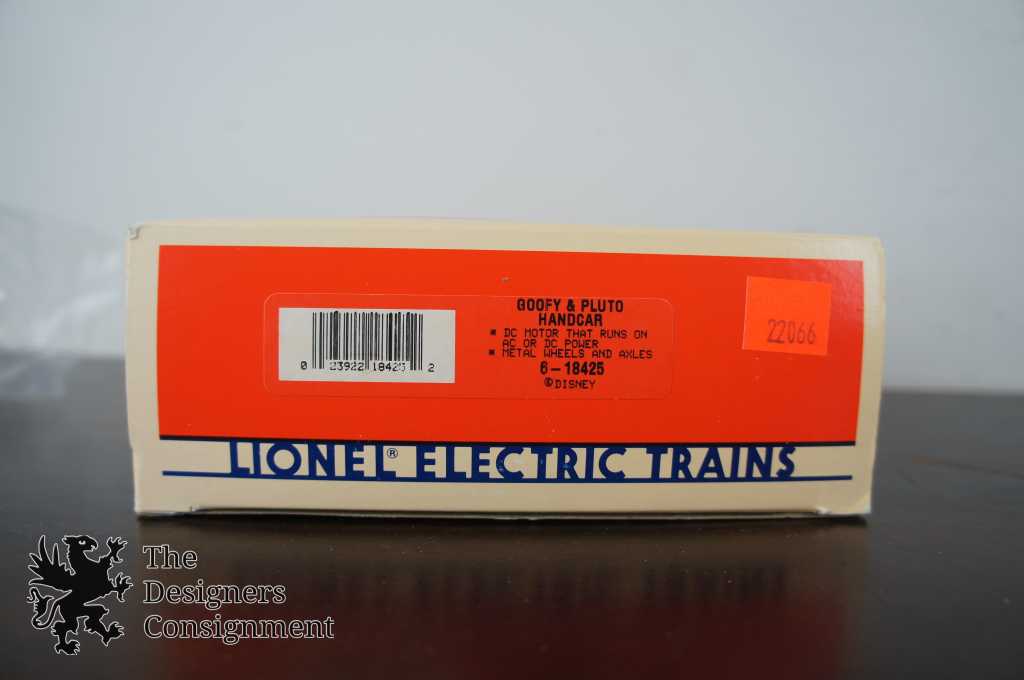 GOOFY & PLUTO
HANDCAR
▪ DC MOTOR THAT RUNS ON
AC OR DC POWER
▪ METAL WHEELS AND AXLES
6-18425
©DISNEY
0 23922 18425 2
22066
LIONEL® ELECTRIC TRAINS
The
Designers
Consignment